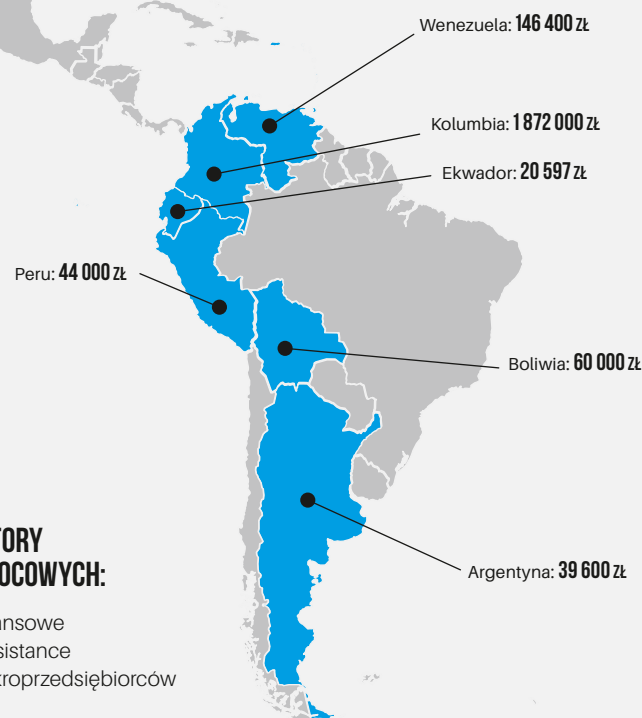 Wenezuela: 146 400 ZŁ
Kolumbia: 1 872 000 ZŁ
Ekwador: 20 597 ZŁ
Peru: 44 000 ZŁ
Boliwia: 60 000 ZŁ
Argentyna: 39 600 ZŁ
TORY
OCOWYCH:
ansowe
sistance
kroprzedsiębiorców